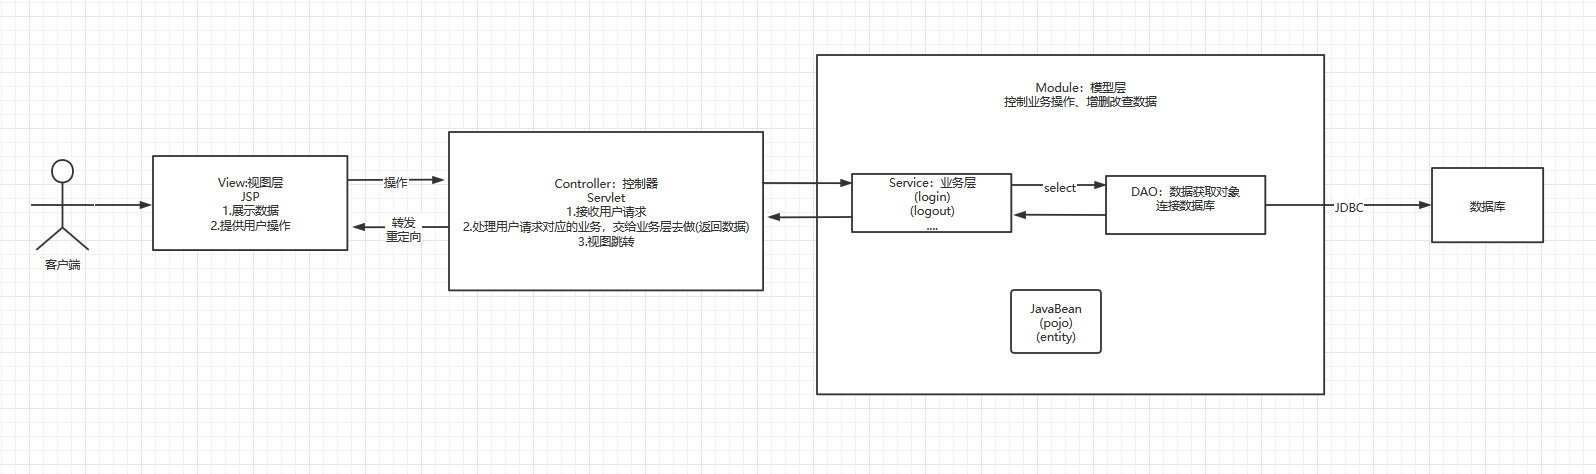 客户端
View:视图层
JSP
1.展示数据
2.提供用户操作
操作
转发
重定向
Controller：控制器
Servlet
1.接收用户请求
2.处理用户请求对应的业务，交给业务层去做(返回数据)
3.视图跳转
Module：模型层
控制业务操作、增删改查数据
Service：业务层
(login)
(logout)
....
select
DAO：数据获取对象
连接数据库
JavaBean
(pojo)
(entity)
JDBC
数据库